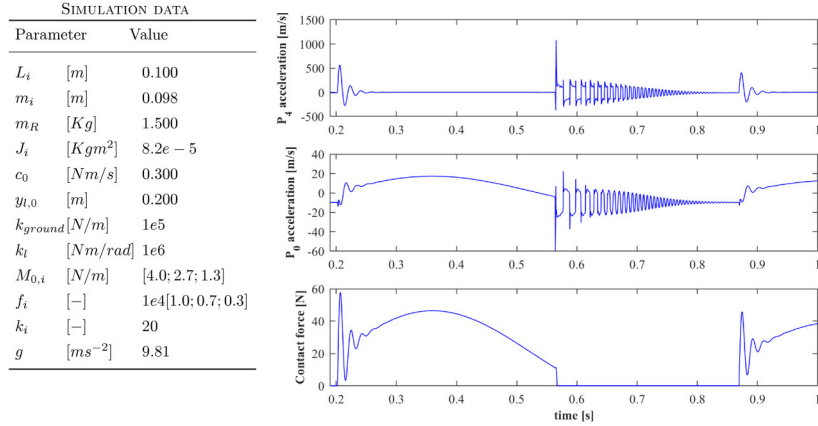 SIMULATION DATA
Parameter Value
L_i [m] 0.100
m_i [m] 0.098
m_R [Kg] 1.500
J_i [Kgm^2] 8.2e − 5
c_0 [Nm/s] 0.300
y_{l,0} [m] 0.200
k_{ground} [N/m] 1e5
k_l [Nm/rad] 1e6
M_{0,i} [N/m] [4.0; 2.7; 1.3]
f_i [−] 1e4[1.0; 0.7; 0.3]
k_i [−] 20
g [ms^{−2}] 9.81
P_4 acceleration [m/s]
1500
1000
500
0
-500
0.2 0.3 0.4 0.5 0.6 0.7 0.8 0.9 1
P_0 acceleration [m/s]
40
20
0
-20
-40
-60
0.2 0.3 0.4 0.5 0.6 0.7 0.8 0.9 1
Contact force [N]
60
40
20
0
0.2 0.3 0.4 0.5 0.6 0.7 0.8 0.9 1
time [s]